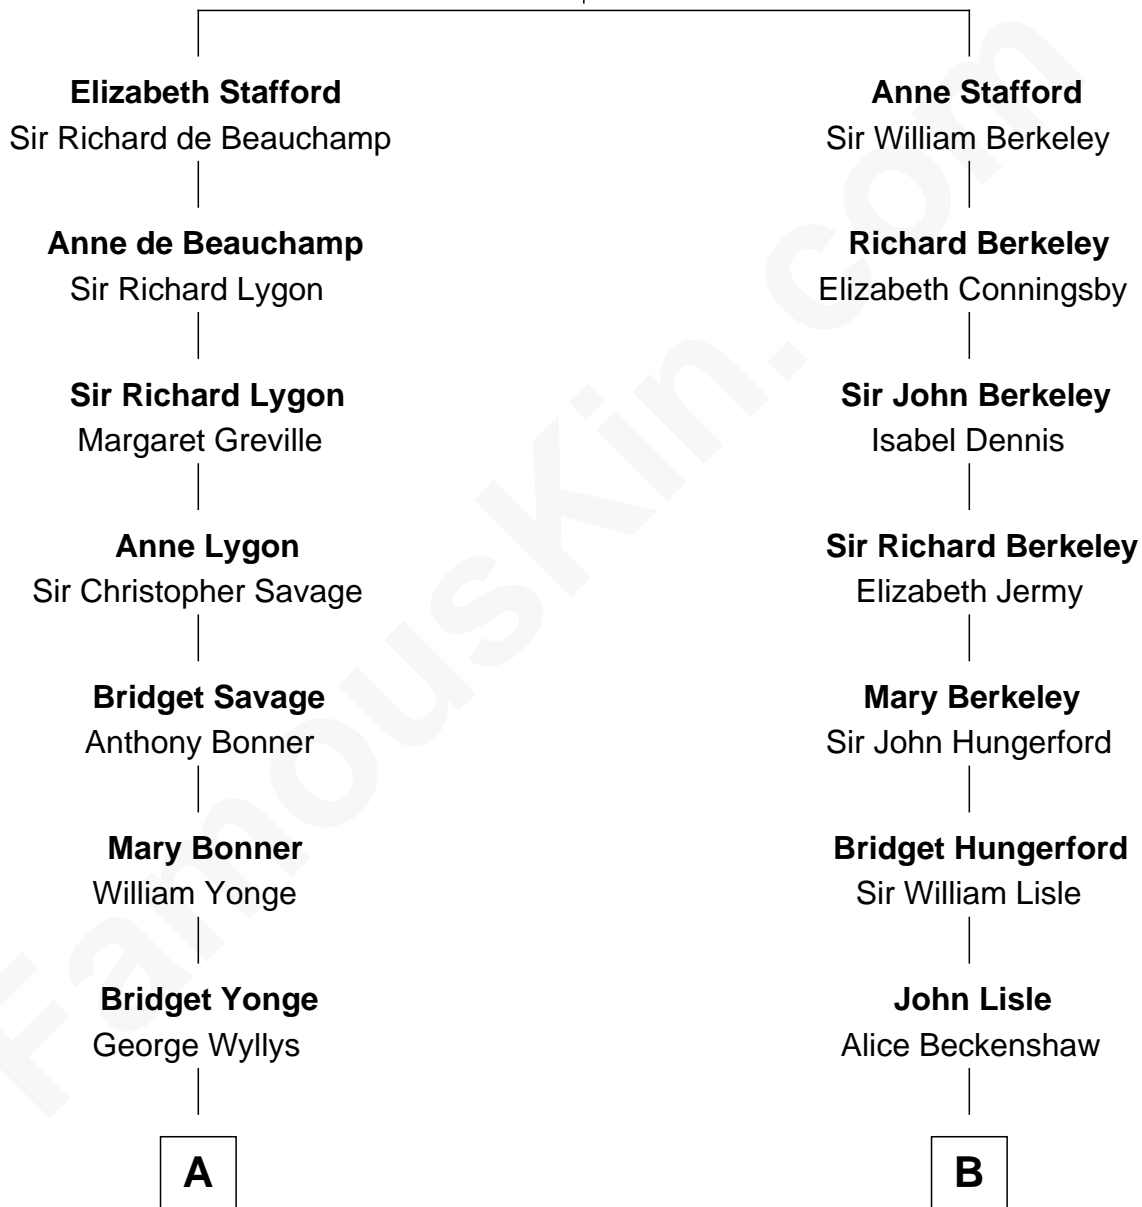 Elizabeth Stafford
Sir Richard de Beauchamp
Anne de Beauchamp
Sir Richard Lygon
Sir Richard Lygon
Margaret Greville
Anne Lygon
Sir Christopher Savage
Bridget Savage
Anthony Bonner
Mary Bonner
William Yonge
Bridget Yonge
George Wyllys
A
Anne Stafford
Sir William Berkeley
Richard Berkeley
Elizabeth Conningsby
Sir John Berkeley
Isabel Dennis
Sir Richard Berkeley
Elizabeth Jermy
Mary Berkeley
Sir John Hungerford
Bridget Hungerford
Sir William Lisle
John Lisle
Alice Beckenshaw
B
FamousKin.com